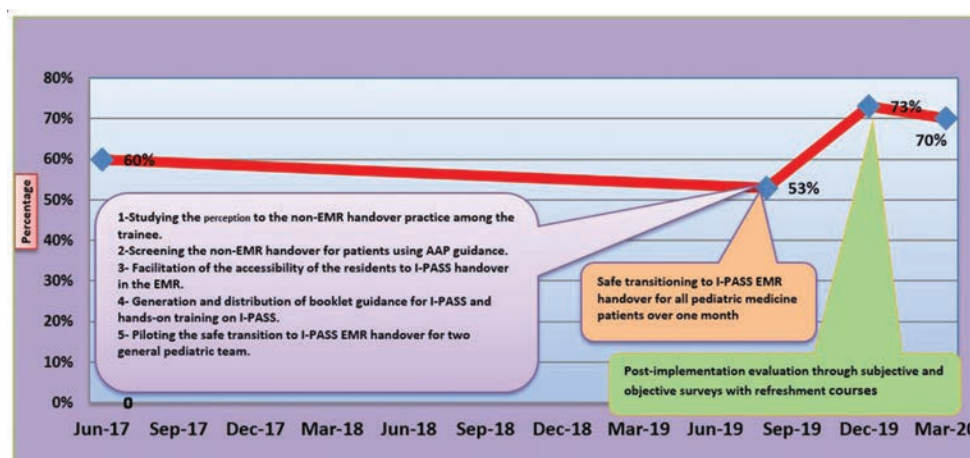 80%
70%
60%
50%
40%
30%
20%
10%
0%
Percentage
60%
53%
73%
70%
0
1-Studying the perception to the non-EMR handover practice among the
trainee.
2-Screening the non-EMR handover for patients using AAP guidance.
3- Facilitation of the accessibility of the residents to I-PASS handover
in the EMR.
4- Generation and distribution of booklet guidance for I-PASS and
hands-on training on I-PASS.
5- Piloting the safe transition to I-PASS EMR handover for two
general pediatric team.
Safe transitioning to I-PASS EMR
handover for all pediatric medicine
patients over one month
Post-implementation evaluation through subjective and
objective surveys with refreshment courses
Jun-17 Sep-17 Dec-17 Mar-18 Jun-18 Sep-18 Dec-18 Mar-19 Jun-19 Sep-19 Dec-19 Mar-20